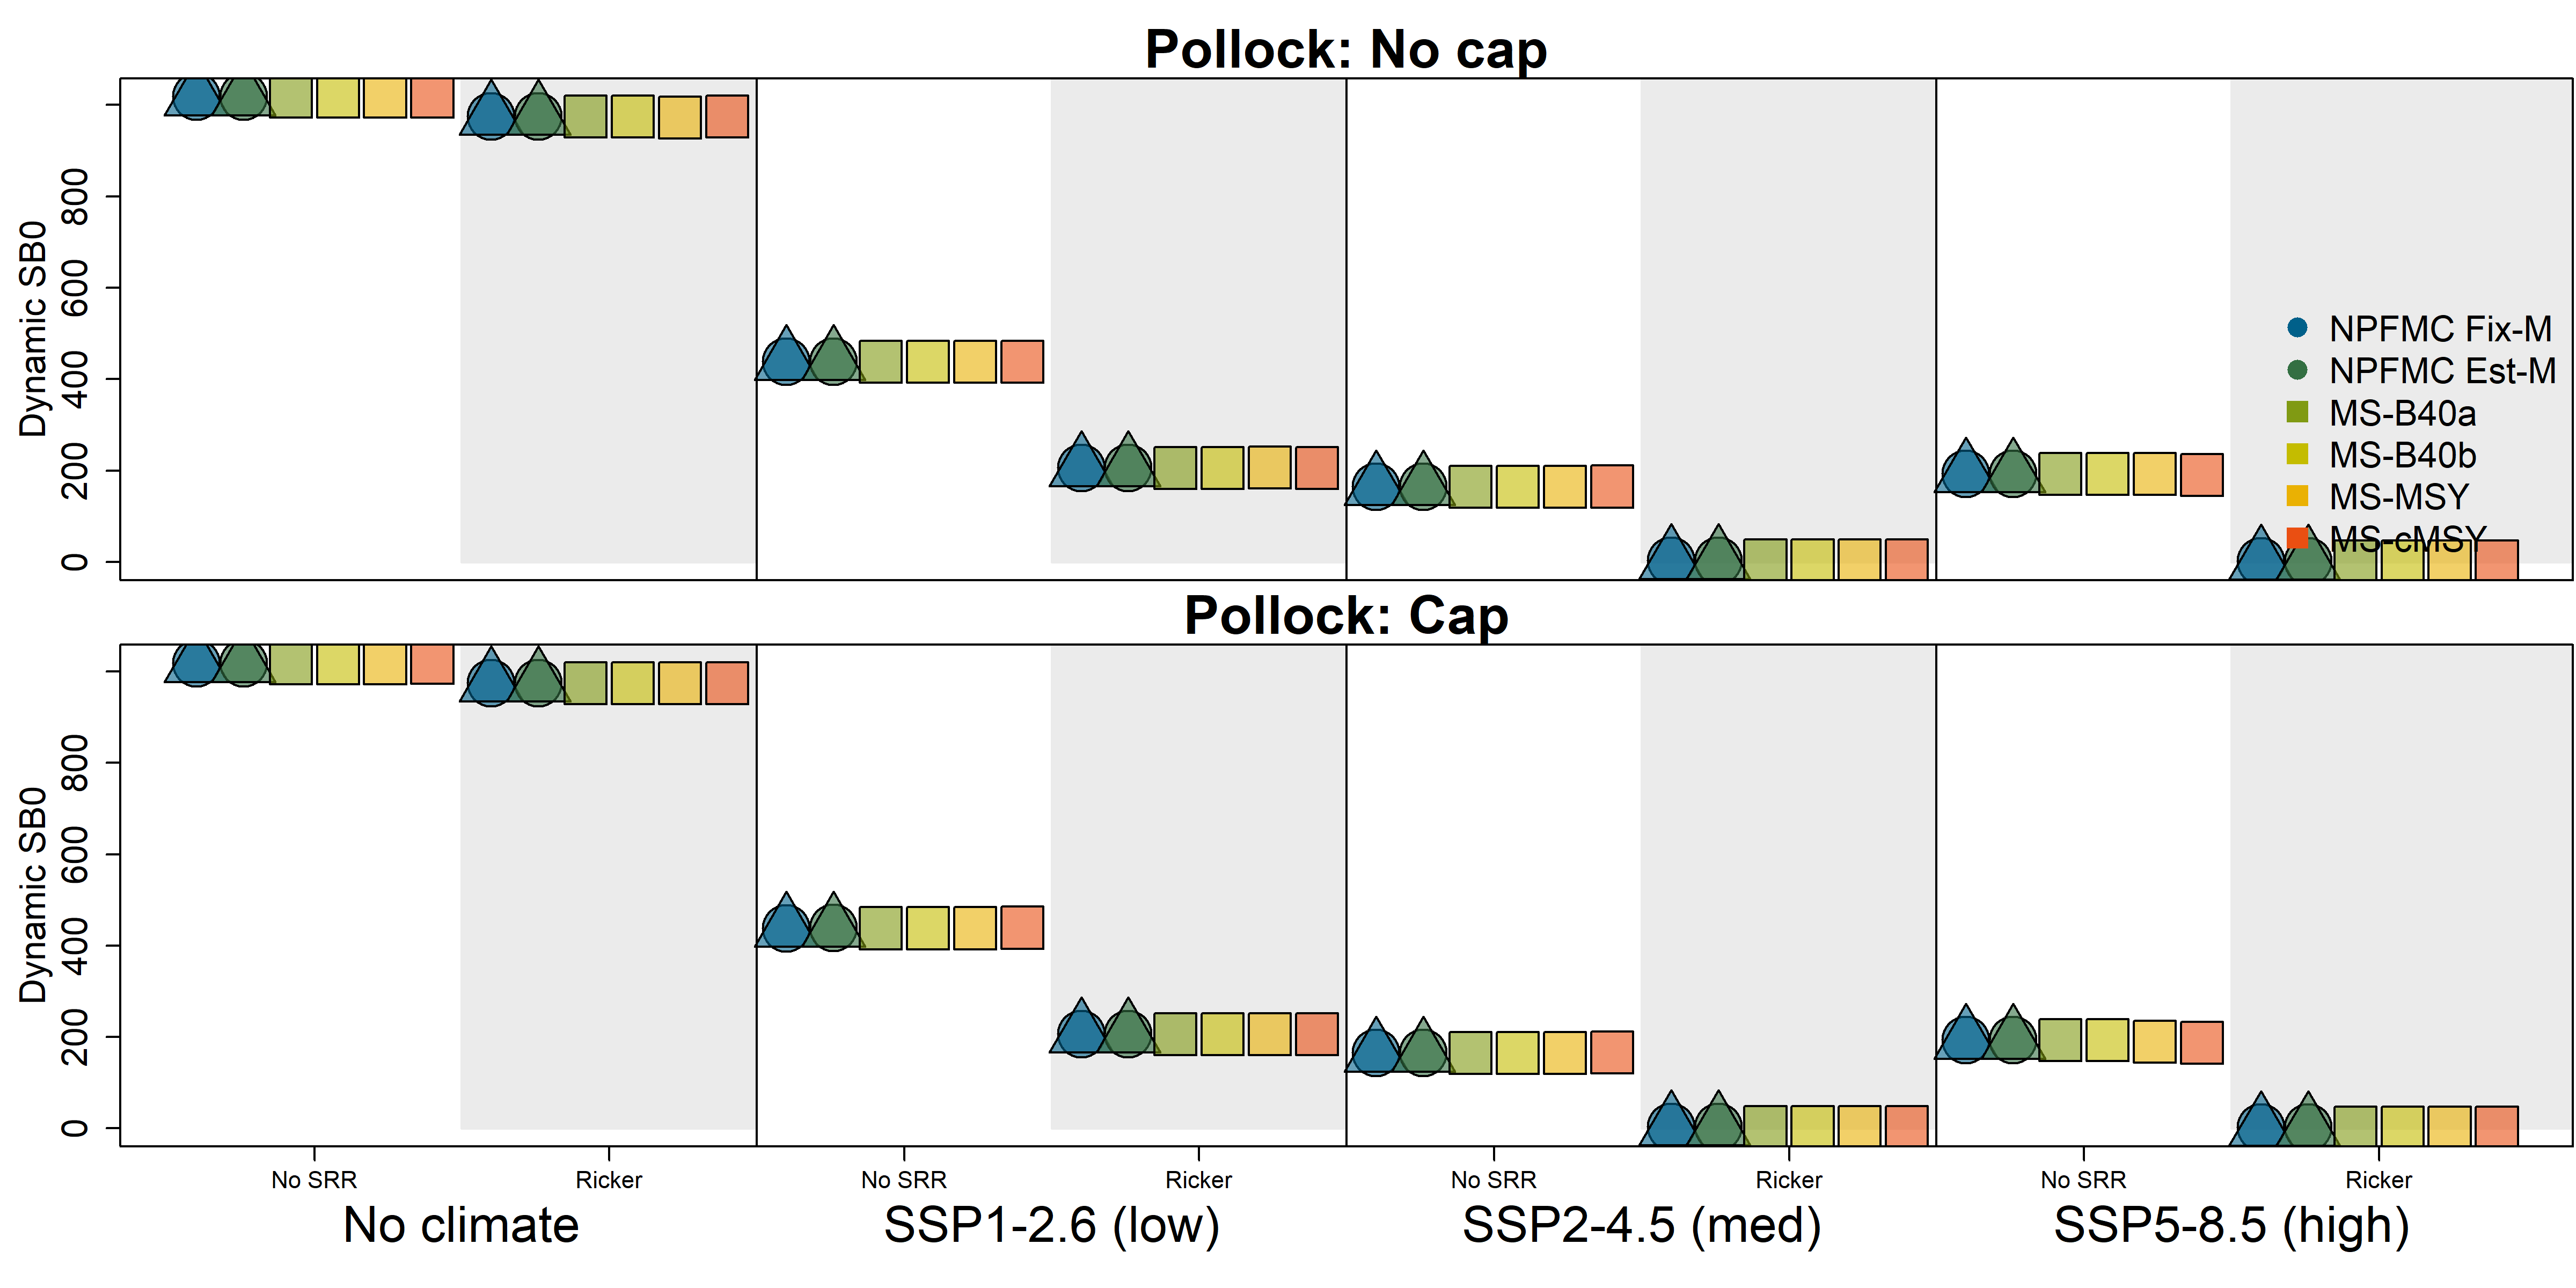 Pollock: No cap
Dynamic SB0
800
600
400
200
0
NPFMC Fix-M
NPFMC Est-M
MS-B40a
MS-B40b
MS-MSY
MS-cMSY
Pollock: Cap
Dynamic SB0
800
600
400
200
0
No SRR Ricker No SRR Ricker No SRR Ricker No SRR Ricker
No climate SSP1-2.6 (low) SSP2-4.5 (med) SSP5-8.5 (high)